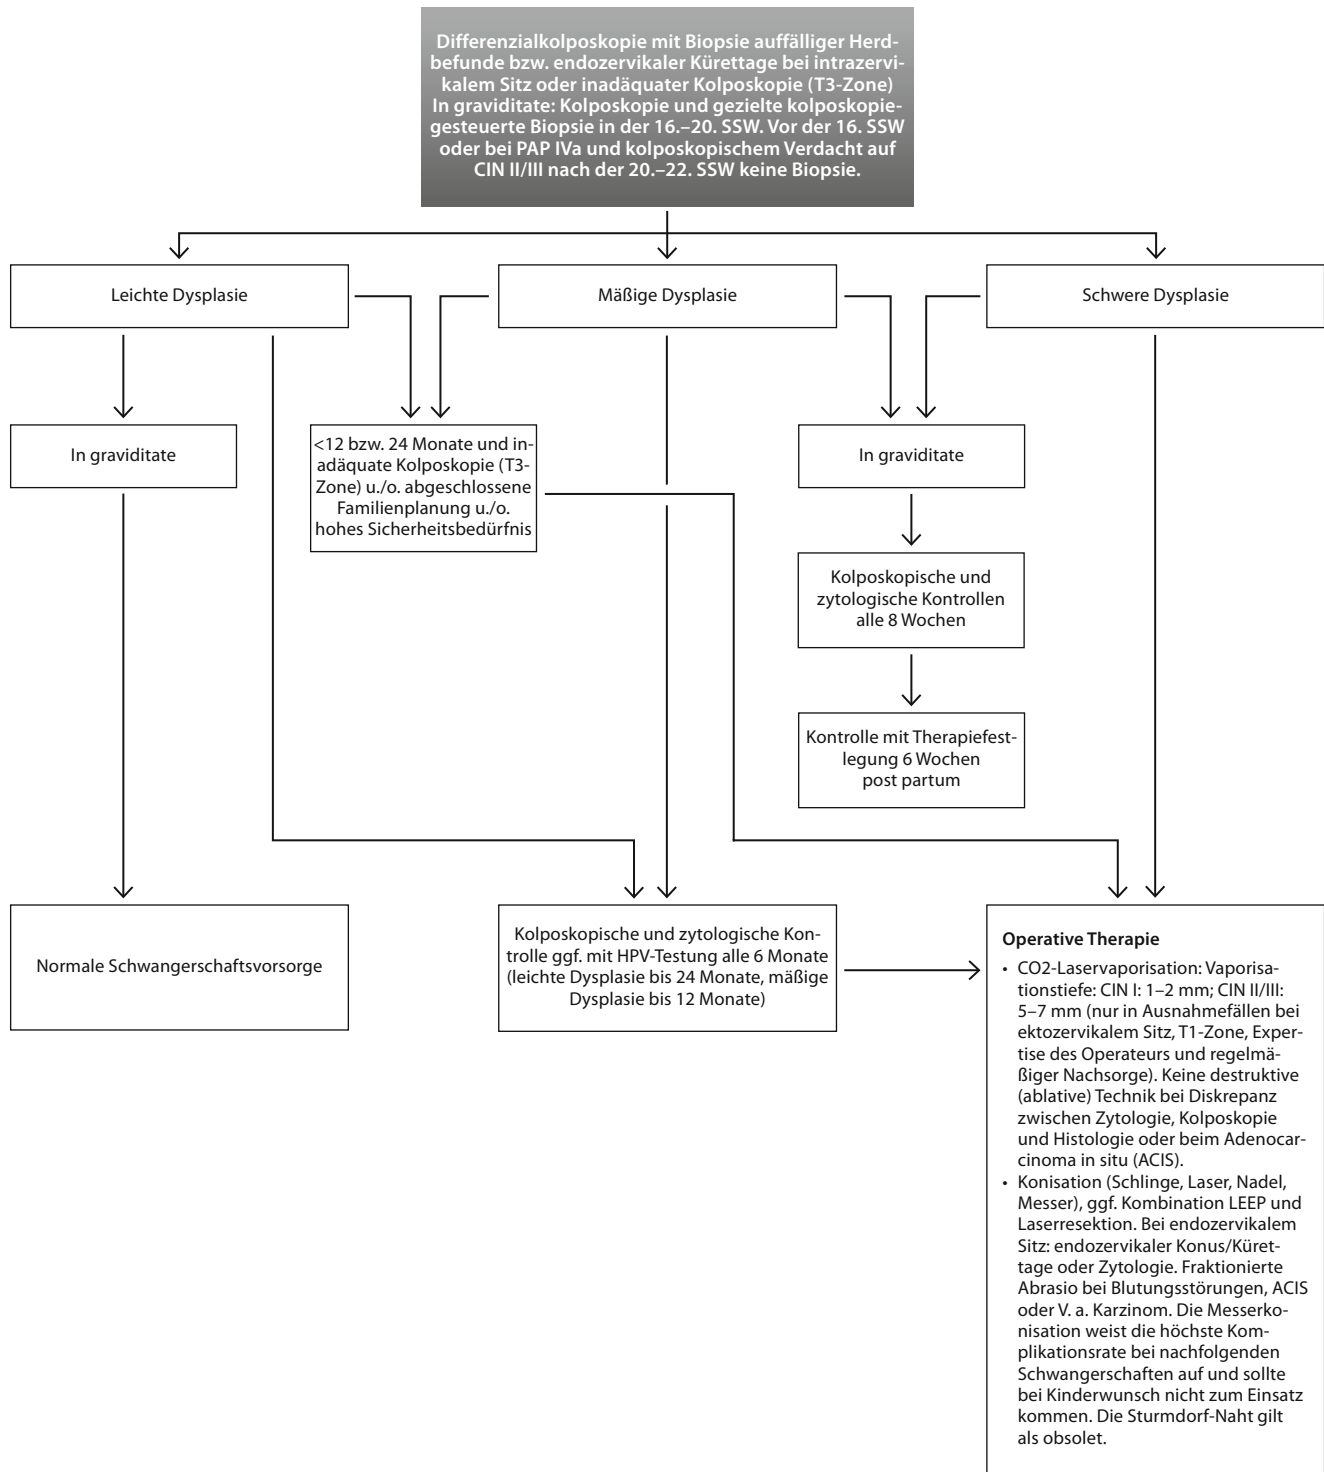 Differenzialkolposkopie mit Biopsie auffälliger Herd-
befunde bzw. endozervikaler Kürettage bei intrazervi-
kalem Sitz oder inadäquater Kolposkopie (T3-Zone)
In graviditate: Kolposkopie und gezielte kolposkopie-
gesteuerte Biopsie in der 16.–20. SSW. Vor der 16. SSW
oder bei PAP IVa und kolposkopischem Verdacht auf
CIN II/III nach der 20.–22. SSW keine Biopsie.
Leichte Dysplasie
Mäßige Dysplasie
Schwere Dysplasie
In graviditate
<12 bzw. 24 Monate und in-
adäquate Kolposkopie (T3-
Zone) u./o. abgeschlossene
Familienplanung u./o.
hohes Sicherheitsbedürfnis
In graviditate
Kolposkopische und
zytologische Kontrollen
alle 8 Wochen
Kontrolle mit Therapiefest-
legung 6 Wochen
post partum
Normale Schwangerschaftsvorsorge
Kolposkopische und zytologische Kon-
trolle ggf. mit HPV-Testung alle 6 Monate
(leichte Dysplasie bis 24 Monate, mäßige
Dysplasie bis 12 Monate)
Operative Therapie
• CO2-Laservaporisation: Vaporisa-
tionstiefe: CIN I: 1–2 mm; CIN II/III:
5–7 mm (nur in Ausnahmefällen bei
ektozervikalem Sitz, T1-Zone, Exper-
tise des Operateurs und regelmä-
ßiger Nachsorge). Keine destruktive
(ablative) Technik bei Diskrepanz
zwischen Zytologie, Kolposkopie
und Histologie oder beim Adenocar-
cinoma in situ (ACIS).
• Konisation (Schlinge, Laser, Nadel,
Messer), ggf. Kombination LEEP und
Laserresektion. Bei endozervikalem
Sitz: endozervikaler Konus/Küret-
tage oder Zytologie. Fraktionierte
Abrasio bei Blutungsstörungen, ACIS
oder V. a. Karzinom. Die Messerko-
nisation weist die höchste Kom-
plikationsrate bei nachfolgenden
Schwangerschaften auf und sollte
bei Kinderwunsch nicht zum Einsatz
kommen. Die Sturmdorf-Naht gilt
als obsolet.